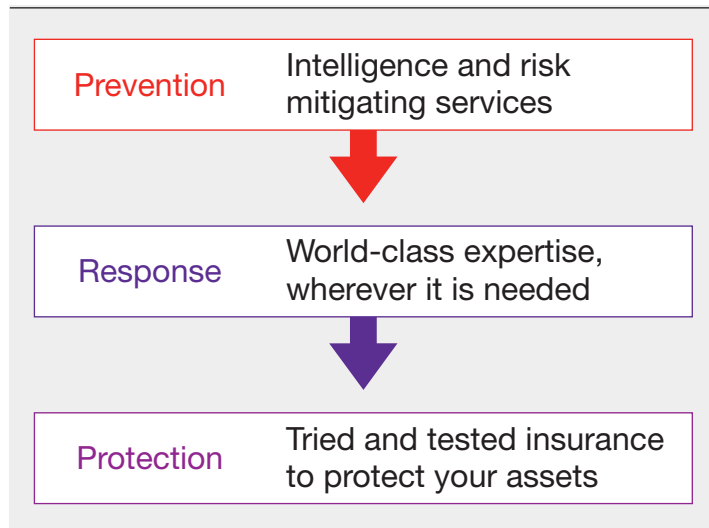 Prevention
Intelligence and risk
mitigating services
Response
World-class expertise,
wherever it is needed
Protection
Tried and tested insurance
to protect your assets